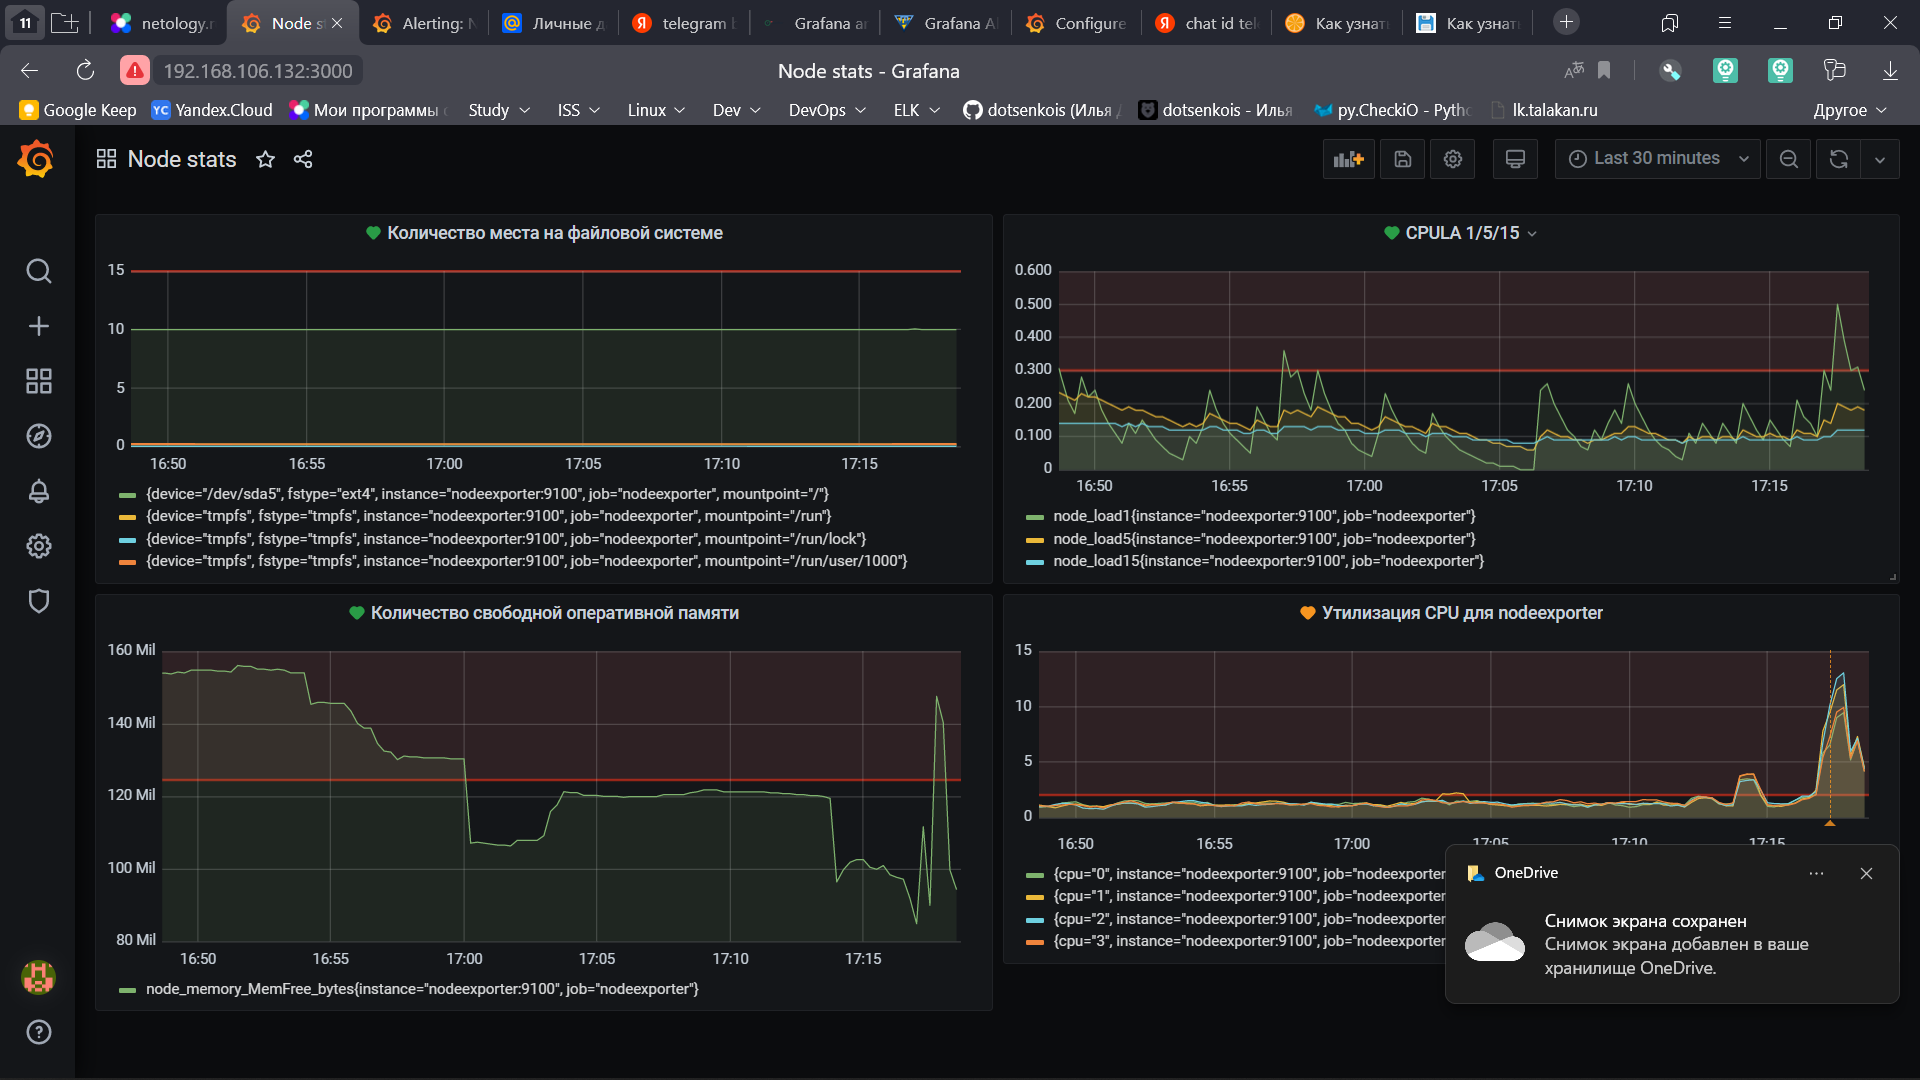 11
netology.r
Node s
Alerting: N
Личные д
telegram b
Grafana an
Grafana A
Configure
chat id tel
Как узнат
Как узнат
192.168.106.132:3000
Node stats - Grafana
Google Keep
YC Yandex.Cloud
Мои программы
Study
ISS
Linux
Dev
DevOps
ELK
dotsenkois (Илья
dotsenkois - Илья
py.CheckiO - Pytho
lk.talakan.ru
Другое
Node stats
Last 30 minutes
Количество места на файловой системе
15
10
5
0
16:50 16:55 17:00 17:05 17:10 17:15
{device="/dev/sda5", fstype="ext4", instance="nodeexporter:9100", job="nodeexporter", mountpoint="/"}
{device="tmpfs", fstype="tmpfs", instance="nodeexporter:9100", job="nodeexporter", mountpoint="/run"}
{device="tmpfs", fstype="tmpfs", instance="nodeexporter:9100", job="nodeexporter", mountpoint="/run/lock"}
{device="tmpfs", fstype="tmpfs", instance="nodeexporter:9100", job="nodeexporter", mountpoint="/run/user/1000"}
CPULA 1/5/15
0.600
0.500
0.400
0.300
0.200
0.100
0
16:50 16:55 17:00 17:05 17:10 17:15
node_load1{instance="nodeexporter:9100", job="nodeexporter"}
node_load5{instance="nodeexporter:9100", job="nodeexporter"}
node_load15{instance="nodeexporter:9100", job="nodeexporter"}
Количество свободной оперативной памяти
160 Mil
140 Mil
120 Mil
100 Mil
80 Mil
16:50 16:55 17:00 17:05 17:10 17:15
node_memory_MemFree_bytes{instance="nodeexporter:9100", job="nodeexporter"}
Утилизация CPU для nodeexporter
15
10
5
0
16:50 16:55 17:00 17:05 17:10 17:15
{cpu="0", instance="nodeexporter:9100", job="nodeexporter
{cpu="1", instance="nodeexporter:9100", job="nodeexporter
{cpu="2", instance="nodeexporter:9100", job="nodeexporter
{cpu="3", instance="nodeexporter:9100", job="nodeexporter
OneDrive
Снимок экрана сохранен
Снимок экрана добавлен в ваше
хранилище OneDrive.